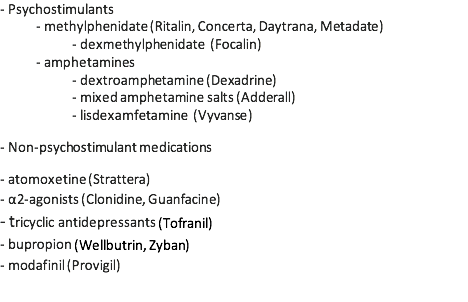 - Psychostimulants
- methylphenidate (Ritalin, Concerta, Daytrana, Metadate)
- dexmethylphenidate (Focalin)
- amphetamines
- dextroamphetamine (Dexadrine)
- mixed amphetamine salts (Adderall)
- lisdexamfetamine (Vyvanse)
- Non-psychostimulant medications
- atomoxetine (Strattera)
- α2-agonists (Clonidine, Guanfacine)
- tricyclic antidepressants (Tofranil)
- bupropion (Wellbutrin, Zyban)
- modafinil (Provigil)